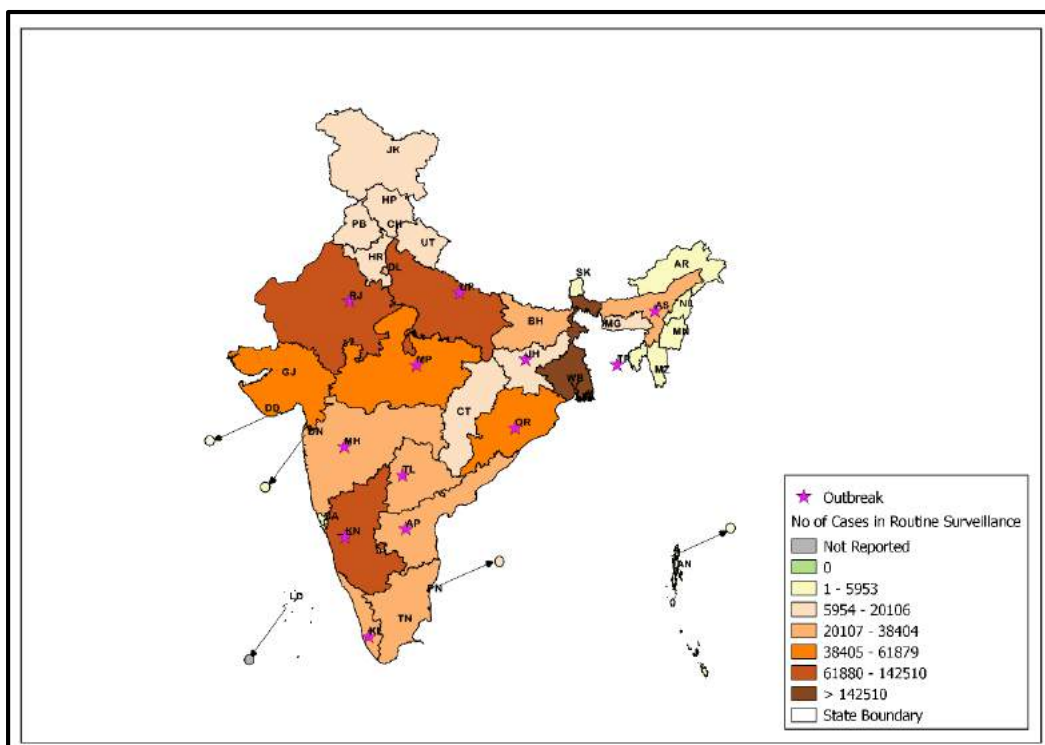 JK
HP
PB
CH
UT
HR
DL
RJ
UP
SK
AR
AS
NL
BH
MG
MN
JH
TR
MZ
MP
WB
GJ
CT
DD
DN
OR
MH
TL
AP
KN
AN
PN
LD
TN
KL
Outbreak
No of Cases in Routine Surveillance
Not Reported
0
1 - 5953
5954 - 20106
20107 - 38404
38405 - 61879
61880 - 142510
> 142510
State Boundary